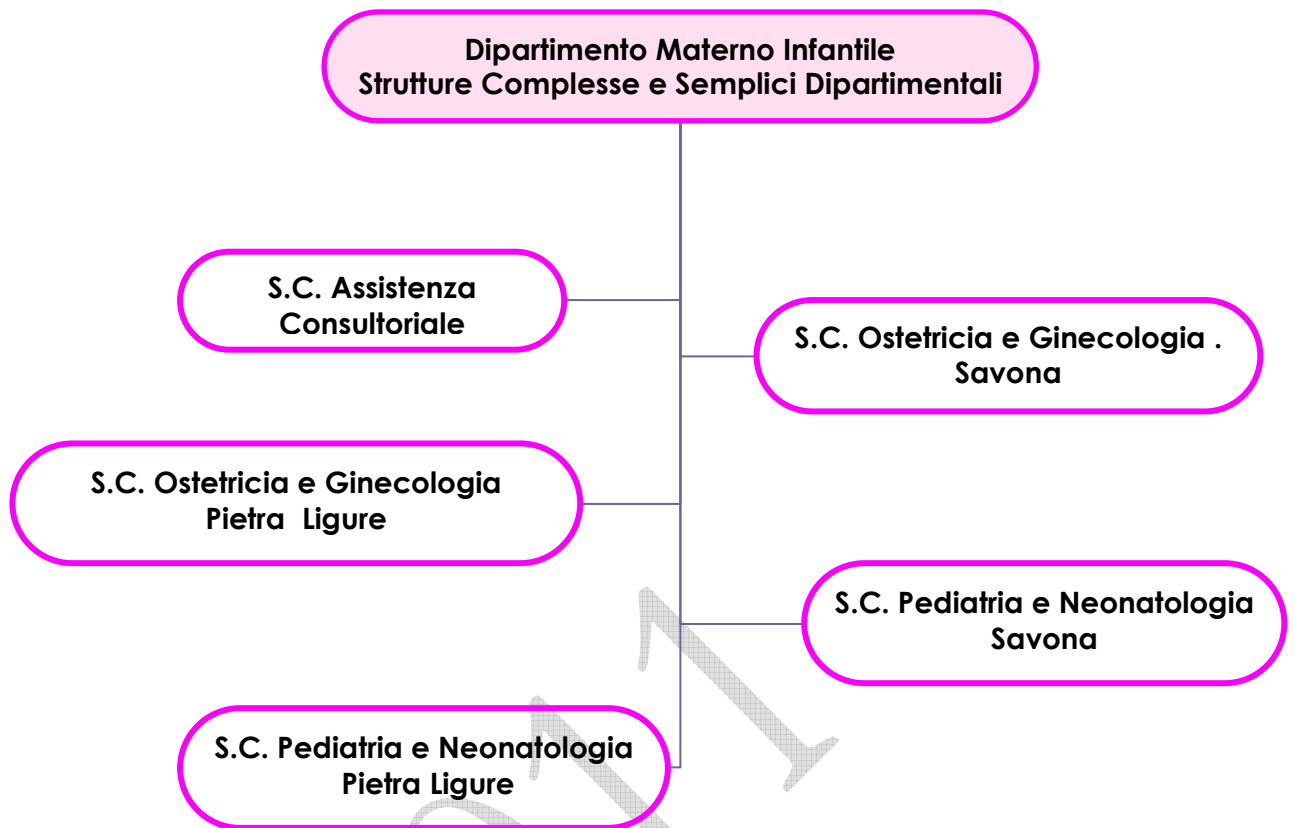 Dipartimento Materno Infantile
Strutture Complesse e Semplici Dipartimentali
S.C. Assistenza
Consultoriale
S.C. Ostetricia e Ginecologia .
Savona
S.C. Ostetricia e Ginecologia
Pietra Ligure
S.C. Pediatria e Neonatologia
Savona
S.C. Pediatria e Neonatologia
Pietra Ligure